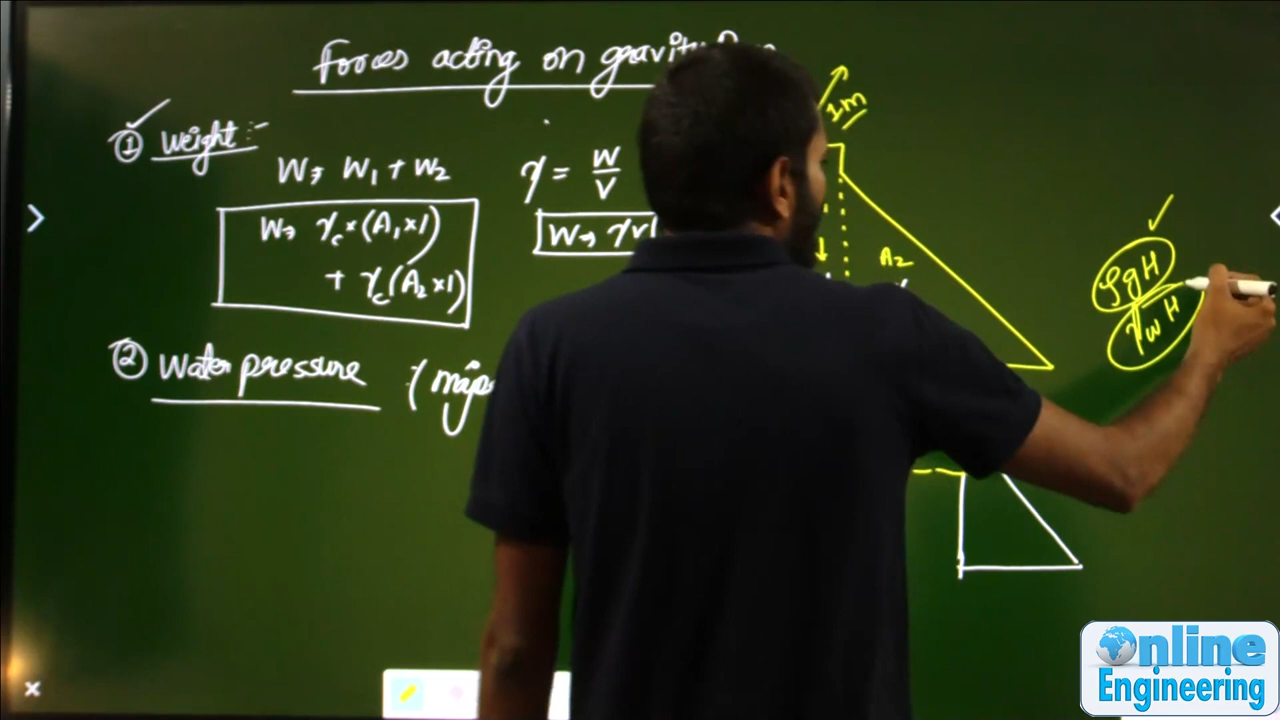 Forces acting on gravity
① Weight :-
W ⇒ W₁ + W₂
W ⇒ γc × (A₁×1)
+ γc (A₂×1)
γ = W/V
W → γV
② Water pressure
1m
A₂
ρgH
γw H
Online
Engineering